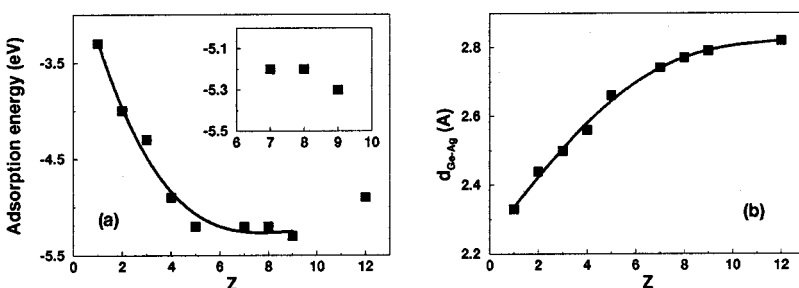 Adsorption energy (eV)
-3.5
-4.5
-5.5
0 2 4 6 8 10 12
Z
(a)
-5.1
-5.3
-5.5
6 7 8 9 10
d Ge-Ag (A)
2.8
2.6
2.4
2.2
0 2 4 6 8 10 12
Z
(b)